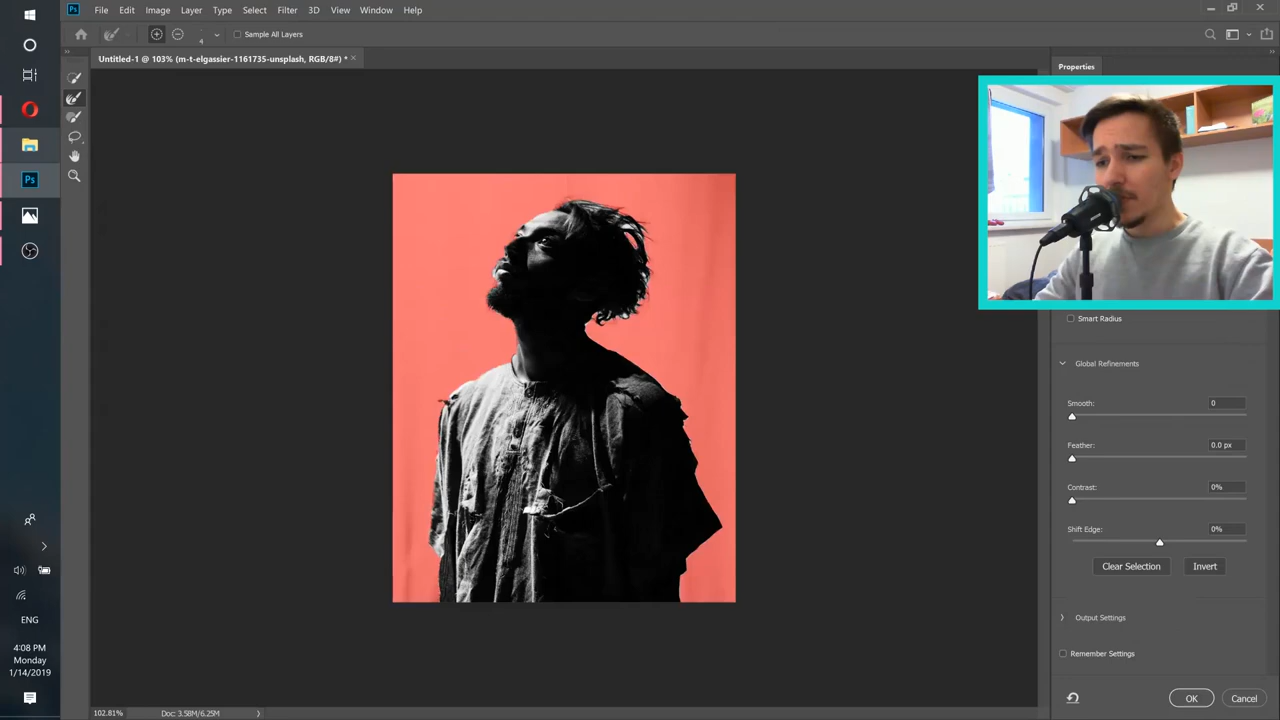 Ps File Edit Image Layer Type Select Filter 3D View Window Help
4 Sample All Layers
Untitled-1 @ 103% (m-t-elgassier-1161735-unsplash, RGB/8#) *
Properties
Ps
Smart Radius
Global Refinements
Smooth: 0
Feather: 0.0 px
Contrast: 0%
Shift Edge: 0%
Clear Selection Invert
Output Settings
Remember Settings
OK Cancel
ENG
4:08 PM
Monday
1/14/2019
102.81% Doc: 3.58M/6.25M